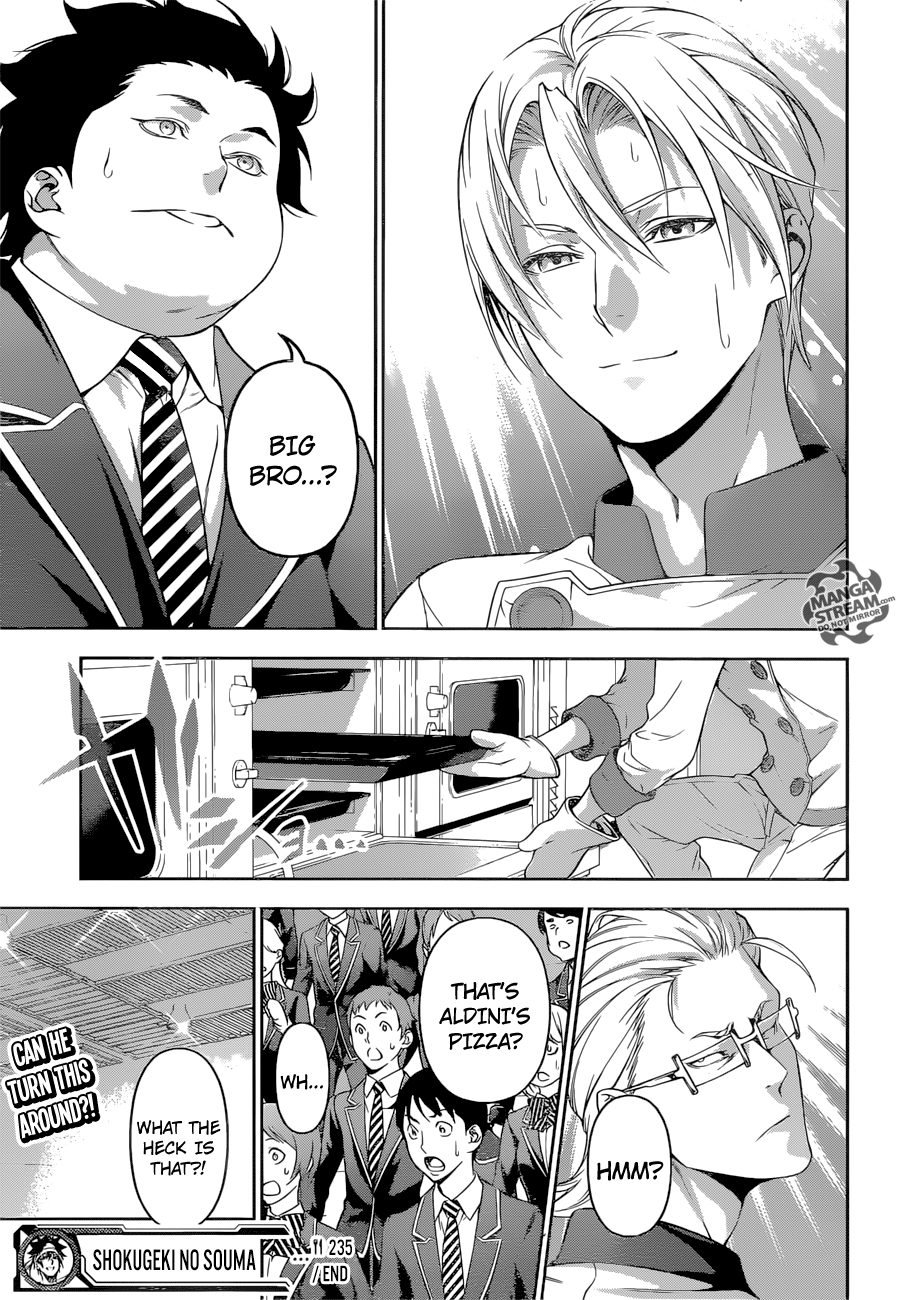 BIG
BRO...?
MANGA
STREAM.com
DO NOT MIRROR
HMM?
THAT'S
ALDINI'S
PIZZA?
WH...
WHAT THE
HECK IS
THAT?!
CAN HE
TURN THIS
AROUND?!
SHOKUGEKI NO SOUMA
235
/ END